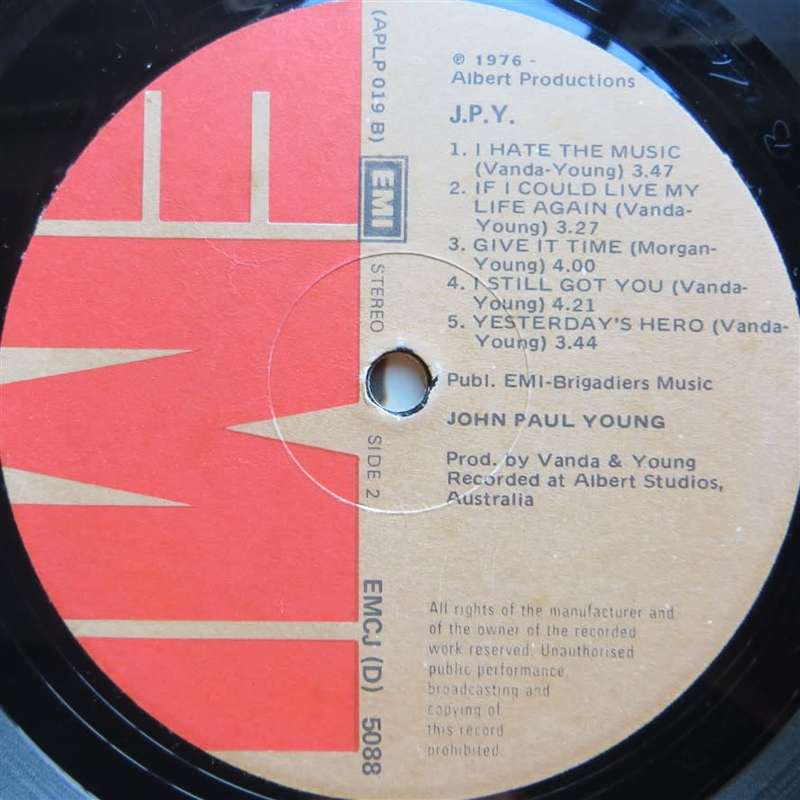 ℗ 1976 -
Albert Productions
J.P.Y.
1. I HATE THE MUSIC
(Vanda-Young) 3.47
2. IF I COULD LIVE MY
LIFE AGAIN (Vanda-
Young) 3.27
3. GIVE IT TIME (Morgan-
Young) 4.00
4. I STILL GOT YOU (Vanda-
Young) 4.21
5. YESTERDAY'S HERO (Vanda-
Young) 3.44
Publ. EMI-Brigadiers Music
JOHN PAUL YOUNG
Prod. by Vanda & Young
Recorded at Albert Studios,
Australia
All rights of the manufacturer and
of the owner of the recorded
work reserved. Unauthorised
public performance,
broadcasting and
copying of
this record
prohibited.
(APLP 019 B)
EMI
STEREO
SIDE 2
EMCJ (D) 5088
EMI